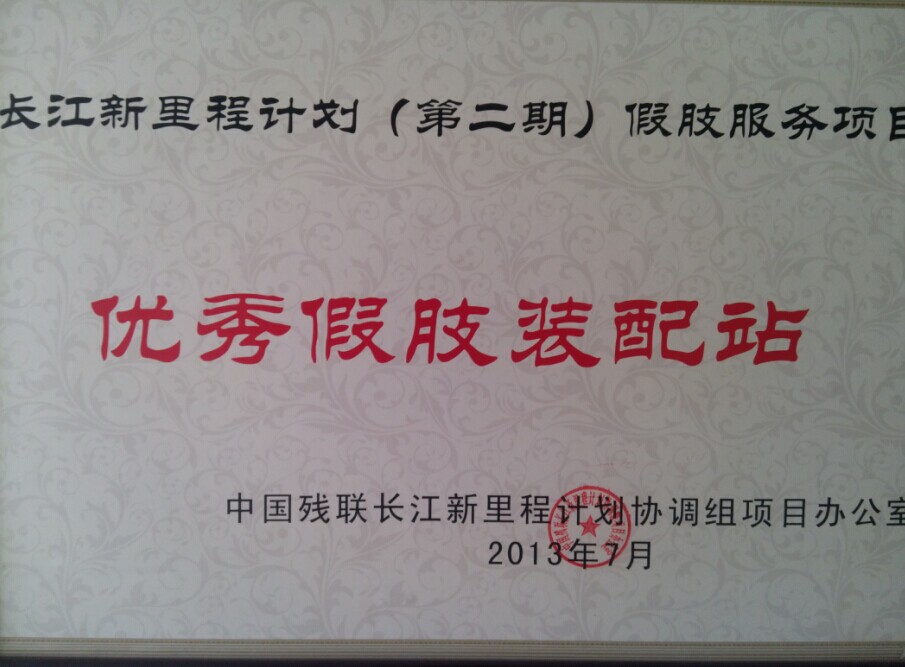 长江新里程计划（第二期）假肢服务项目
优秀假肢装配站
中国残联长江新里程计划协调组项目办公室
2013年7月